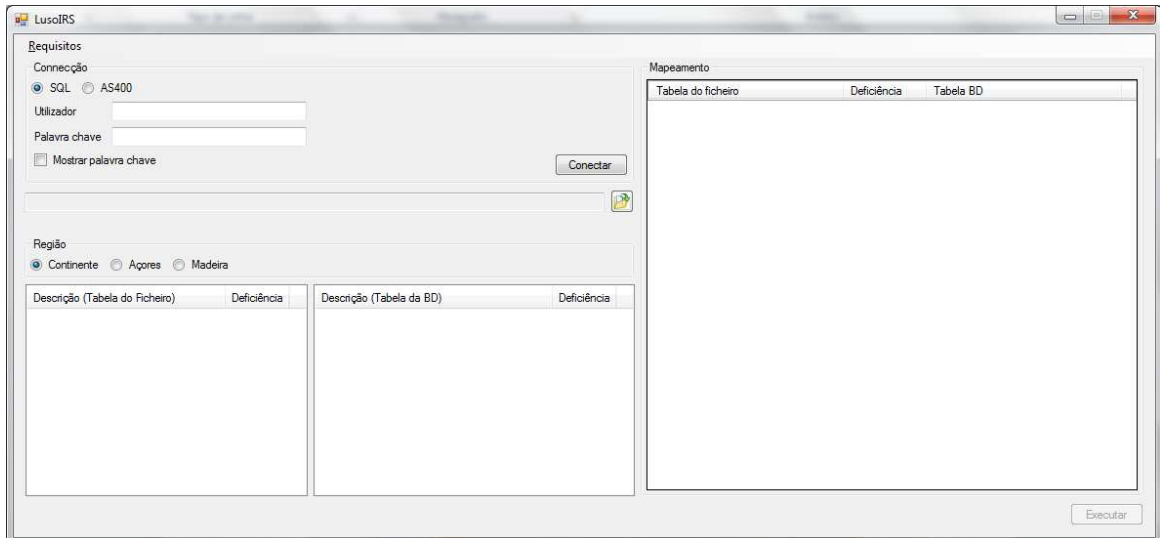 LusoIRS
Requisitos
Connecção
SQL AS400
Utilizador
Palavra chave
Mostrar palavra chave
Conectar
Região
Continente Açores Madeira
Descrição (Tabela do Ficheiro) Deficiência
Descrição (Tabela da BD) Deficiência
Mapeamento
Tabela do ficheiro Deficiência Tabela BD
Executar